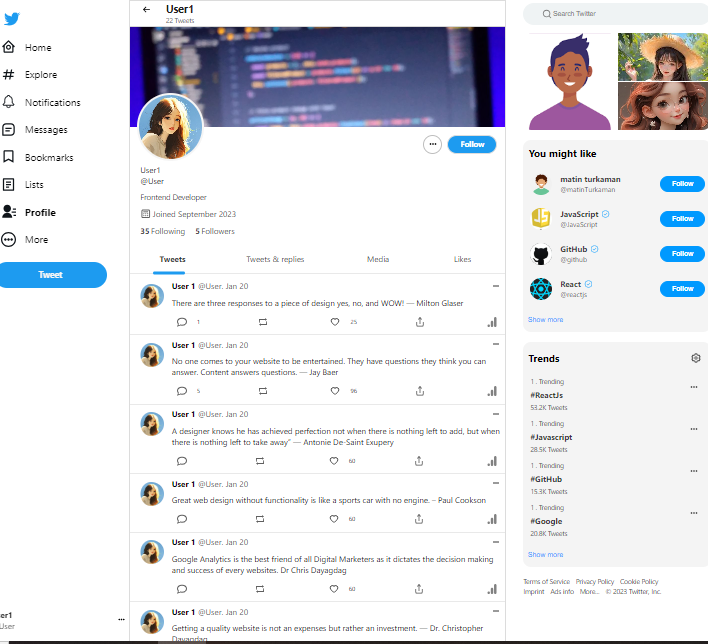 Home
Explore
Notifications
Messages
Bookmarks
Lists
Profile
More
Tweet
er1
User
User1
22 Tweets
Follow
User1
@User
Frontend Developer
Joined September 2023
35 Following 5 Followers
Tweets Tweets & replies Media Likes
User 1 @User. Jan 20
There are three responses to a piece of design yes, no, and WOW! — Milton Glaser
1 25
User 1 @User. Jan 20
No one comes to your website to be entertained. They have questions they think you can
answer. Content answers questions. — Jay Baer
5 96
User 1 @User. Jan 20
A designer knows he has achieved perfection not when there is nothing left to add, but when
there is nothing left to take away” — Antonie De-Saint Exupery
60
User 1 @User. Jan 20
Great web design without functionality is like a sports car with no engine. – Paul Cookson
60
User 1 @User. Jan 20
Google Analytics is the best friend of all Digital Marketers as it dictates the decision making
and success of every websites. Dr Chris Dayagdag
60
User 1 @User. Jan 20
Getting a quality website is not an expenses but rather an investment. — Dr. Christopher
Dayagdag
Search Twitter
You might like
matin turkaman
@matinTurkaman
Follow
JavaScript
@JavaScript
Follow
GitHub
@github
Follow
React
@reactjs
Follow
Show more
Trends
1 . Trending
#ReactJs
53.2K Tweets
1 . Trending
#Javascript
28.5K Tweets
1 . Trending
#GitHub
15.3K Tweets
1 . Trending
#Google
20.8K Tweets
Show more
Terms of Service Privacy Policy Cookie Policy
Imprint Ads info More... © 2023 Twitter, Inc.